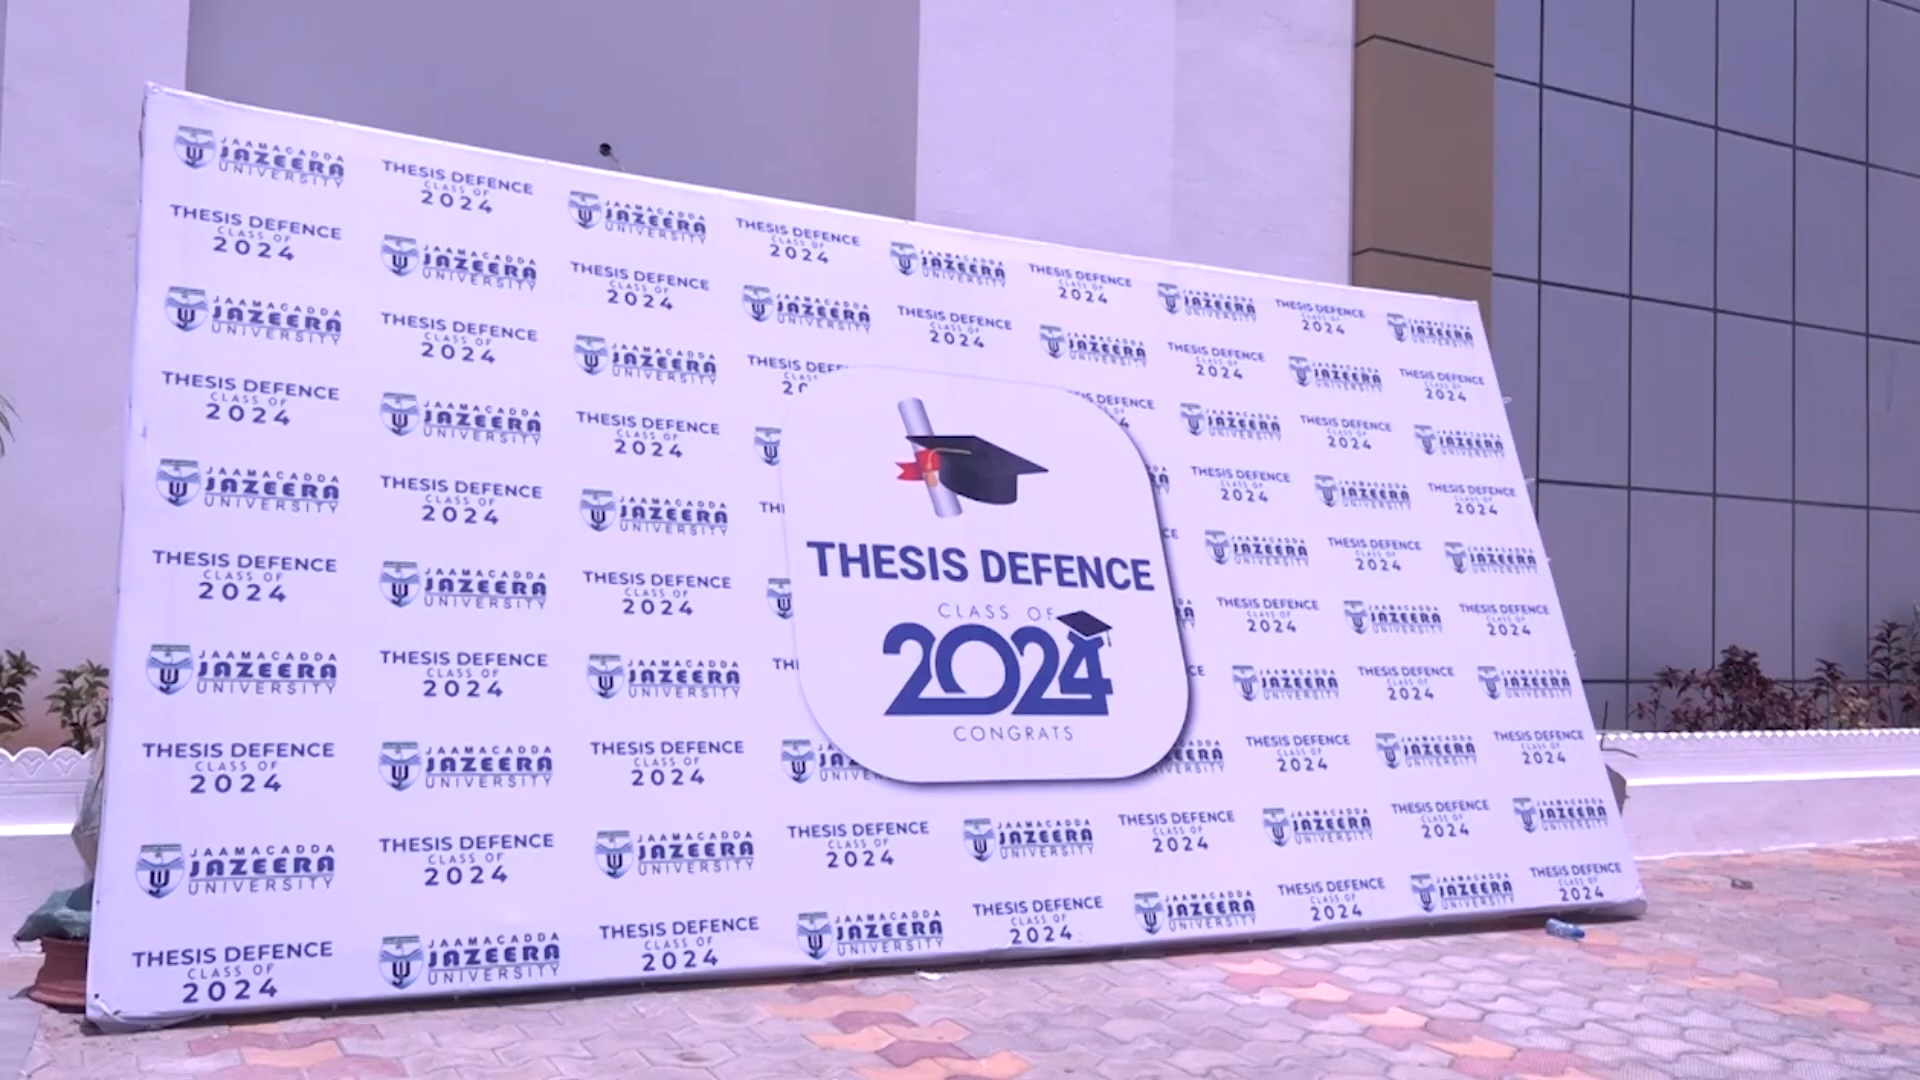 JAAMACADDA
JAZEERA
UNIVERSITY
THESIS DEFENCE
CLASS OF
2024
THESIS DEFENCE
CLASS OF
2024
CONGRATS